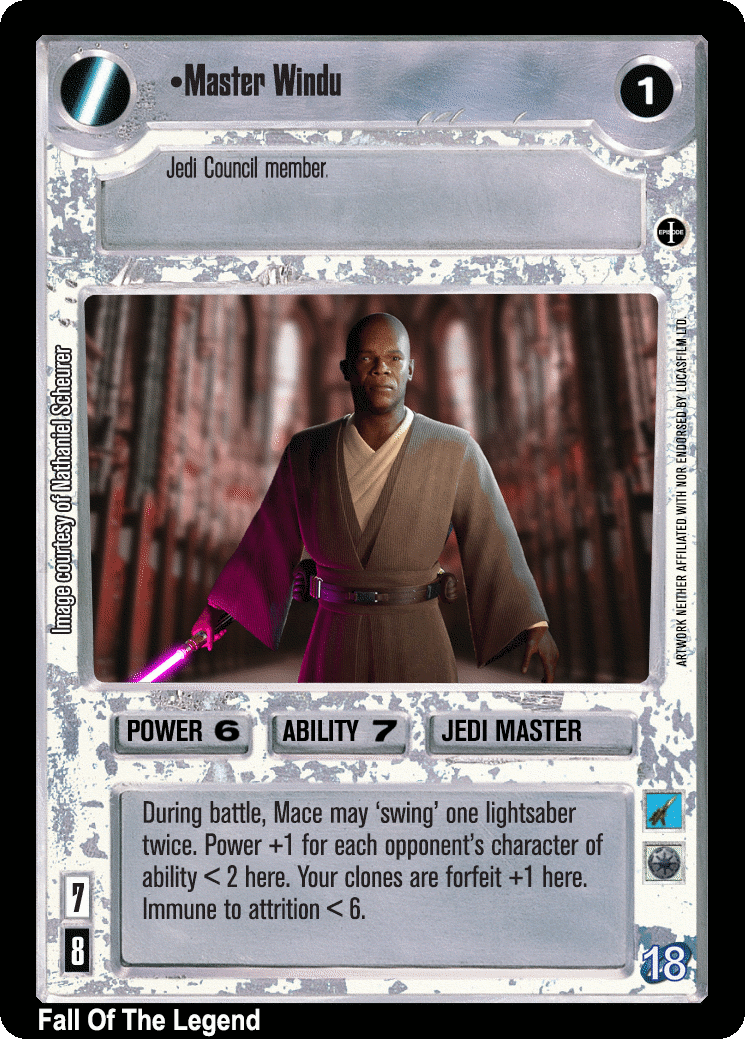 •Master Windu
1
Jedi Council member.
EPISODE
I
Image courtesy of Nathaniel Scheurer
ARTWORK NEITHER AFFILIATED WITH NOR ENDORSED BY LUCASFILM LTD.
POWER 6
ABILITY 7
JEDI MASTER
During battle, Mace may ‘swing’ one lightsaber
twice. Power +1 for each opponent’s character of
ability < 2 here. Your clones are forfeit +1 here.
Immune to attrition < 6.
7
8
18
Fall Of The Legend